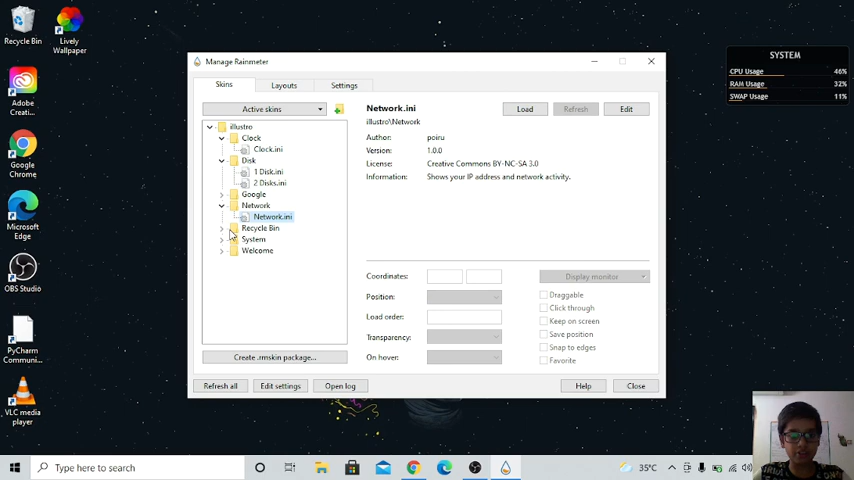 Recycle Bin
Lively
Wallpaper
Adobe
Creati...
Google
Chrome
Microsoft
Edge
OBS Studio
PyCharm
Communi...
VLC media
player
Manage Rainmeter
Skins
Layouts
Settings
Active skins
illustro
Clock
Clock.ini
Disk
1 Disk.ini
2 Disks.ini
Google
Network
Network.ini
Recycle Bin
System
Welcome
Create .rmskin package...
Network.ini
Load
Refresh
Edit
illustro\Network
Author: poiru
Version: 1.0.0
License: Creative Commons BY-NC-SA 3.0
Information: Shows your IP address and network activity.
Coordinates:
Position:
Load order:
Transparency:
On hover:
Display monitor
Draggable
Click through
Keep on screen
Save position
Snap to edges
Favorite
Refresh all
Edit settings
Open log
Help
Close
SYSTEM
CPU Usage 46%
RAM Usage 32%
SWAP Usage 11%
Type here to search
35°C